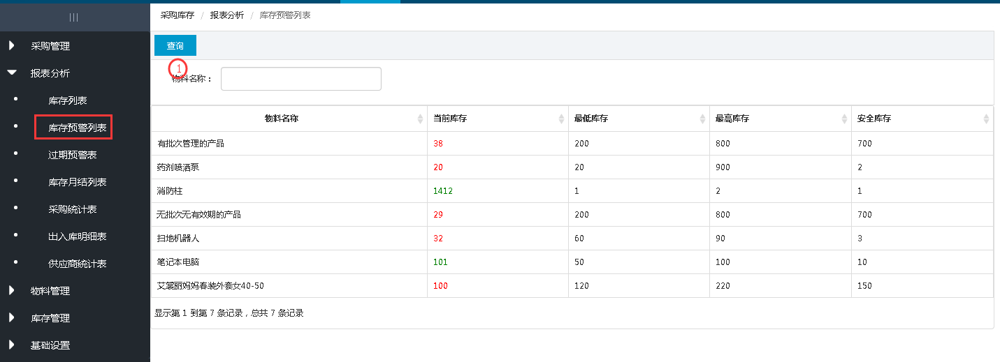 采购库存 / 报表分析 / 库存预警列表
采购管理
报表分析
库存列表
库存预警列表
过期预警表
库存月结列表
采购统计表
出入库明细表
供应商统计表
物料管理
库存管理
基础设置
查询
1
物料名称：
物料名称 当前库存 最低库存 最高库存 安全库存
有批次管理的产品 38 200 800 700
药剂喷洒泵 20 20 900 2
消防柱 1412 1 2 1
无批次无有效期的产品 29 200 800 700
扫地机器人 32 60 90 3
笔记本电脑 101 50 100 10
艾裳丽妈妈春装外套女40-50 100 120 220 150
显示第 1 到第 7 条记录，总共 7 条记录